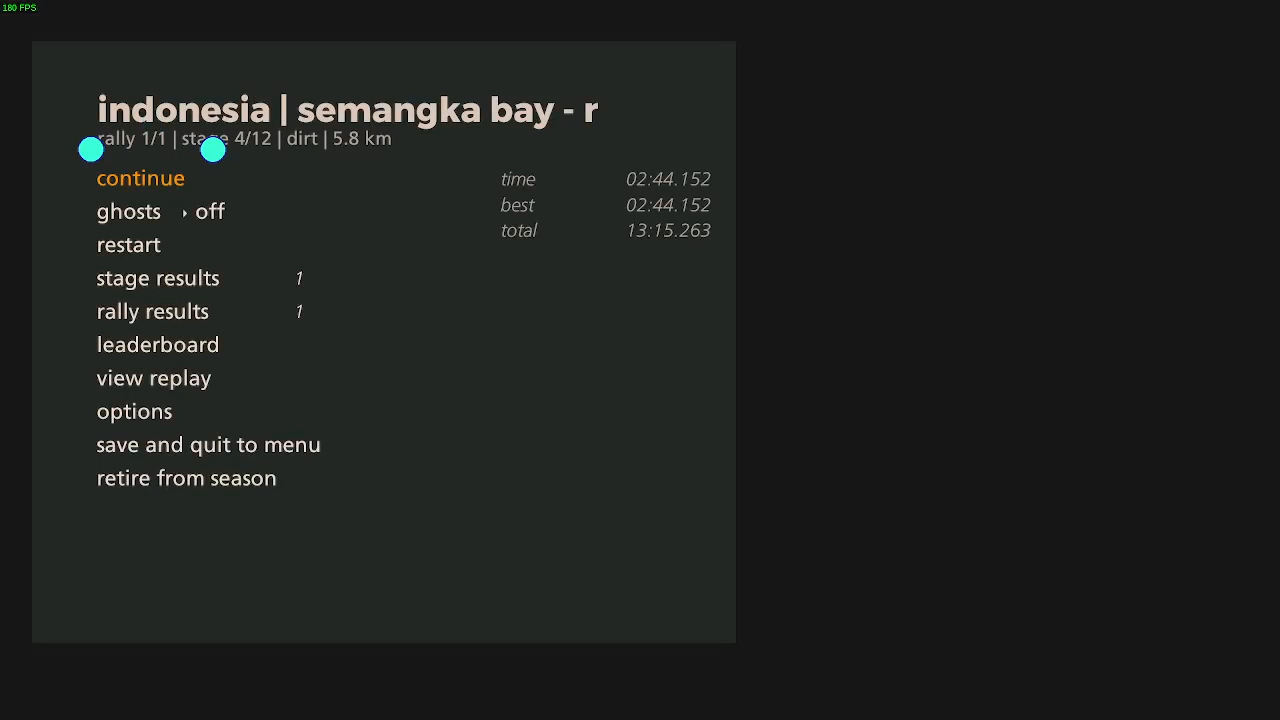 180 FPS
indonesia | semangka bay - r
rally 1/1 | stage 4/12 | dirt | 5.8 km
continue
ghosts ‣ off
restart
stage results 1
rally results 1
leaderboard
view replay
options
save and quit to menu
retire from season
time 02:44.152
best 02:44.152
total 13:15.263